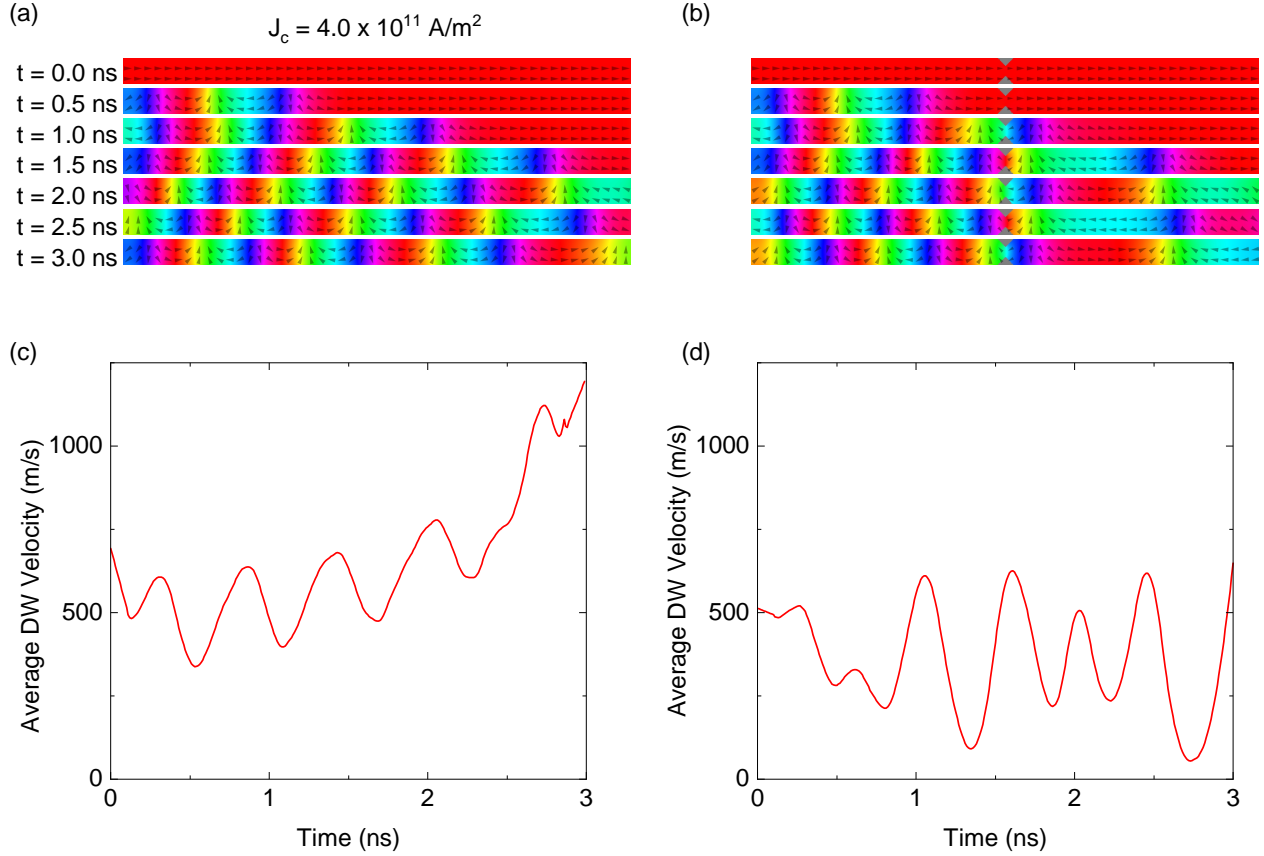 (a)
J_c = 4.0 x 10^11 A/m^2
(b)
t = 0.0 ns
t = 0.5 ns
t = 1.0 ns
t = 1.5 ns
t = 2.0 ns
t = 2.5 ns
t = 3.0 ns
(c)
Average DW Velocity (m/s)
1000
500
0
0
1
2
3
Time (ns)
(d)
Average DW Velocity (m/s)
1000
500
0
0
1
2
3
Time (ns)